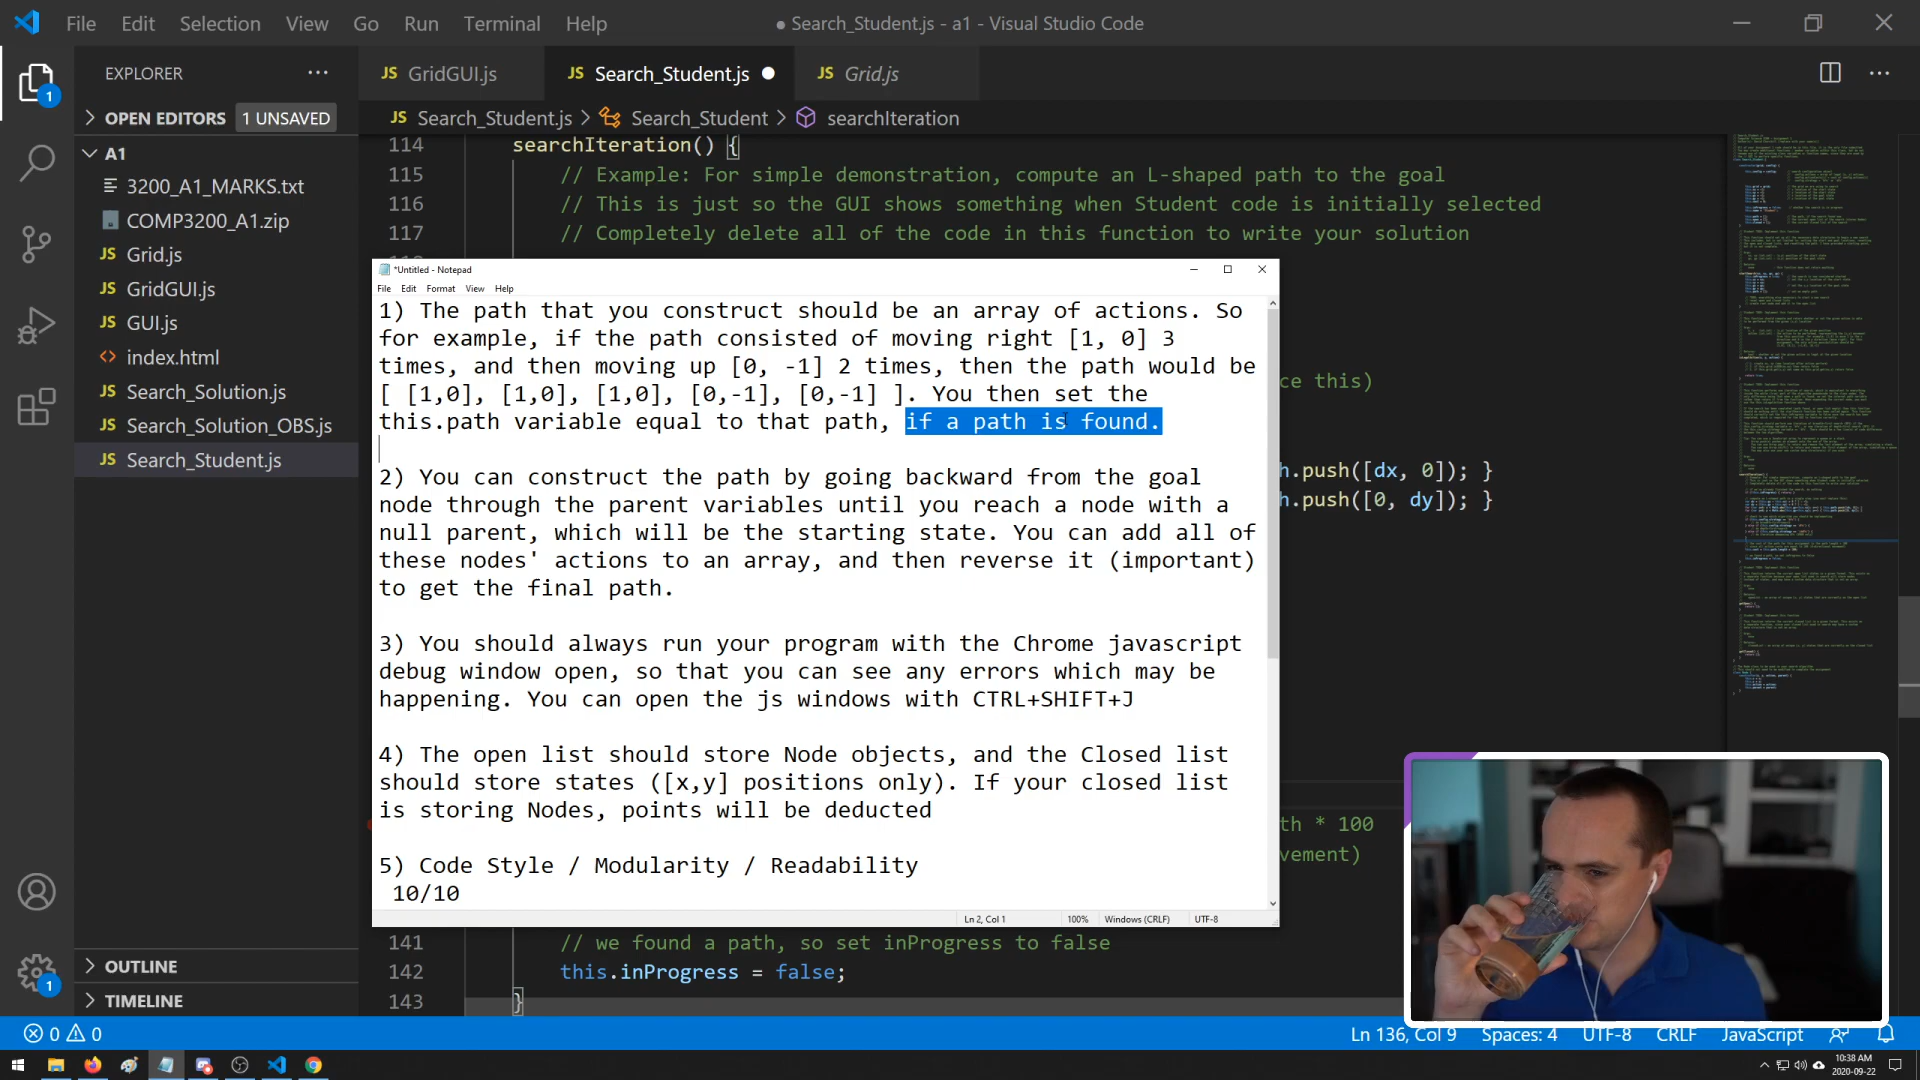 File Edit Selection View Go Run Terminal Help
● Search_Student.js - a1 - Visual Studio Code
EXPLORER
JS GridGUI.js
JS Search_Student.js
JS Grid.js
OPEN EDITORS 1 UNSAVED
JS Search_Student.js > Search_Student > searchIteration
A1
3200_A1_MARKS.txt
COMP3200_A1.zip
JS Grid.js
JS GridGUI.js
JS GUI.js
<> index.html
JS Search_Solution.js
JS Search_Solution_OBS.js
JS Search_Student.js
OUTLINE
TIMELINE
1
1
114 searchIteration() {
115 // Example: For simple demonstration, compute an L-shaped path to the goal
116 // This is just so the GUI shows something when Student code is initially selected
117 // Completely delete all of the code in this function to write your solution
*Untitled - Notepad
File Edit Format View Help
1) The path that you construct should be an array of actions. So
for example, if the path consisted of moving right [1, 0] 3
times, and then moving up [0, -1] 2 times, then the path would be
[ [1,0], [1,0], [1,0], [0,-1], [0,-1] ]. You then set the
this.path variable equal to that path, if a path is found.
2) You can construct the path by going backward from the goal
node through the parent variables until you reach a node with a
null parent, which will be the starting state. You can add all of
these nodes' actions to an array, and then reverse it (important)
to get the final path.
3) You should always run your program with the Chrome javascript
debug window open, so that you can see any errors which may be
happening. You can open the js windows with CTRL+SHIFT+J
4) The open list should store Node objects, and the Closed list
should store states ([x,y] positions only). If your closed list
is storing Nodes, points will be deducted
5) Code Style / Modularity / Readability
10/10
Ln 2, Col 1 100% Windows (CRLF) UTF-8
ce this)
h.push([dx, 0]); }
h.push([0, dy]); }
th * 100
vement)
141 // we found a path, so set inProgress to false
142 this.inProgress = false;
143 }
0 0
Ln 136, Col 9 Spaces: 4 UTF-8 CRLF JavaScript
10:38 AM
2020-09-22